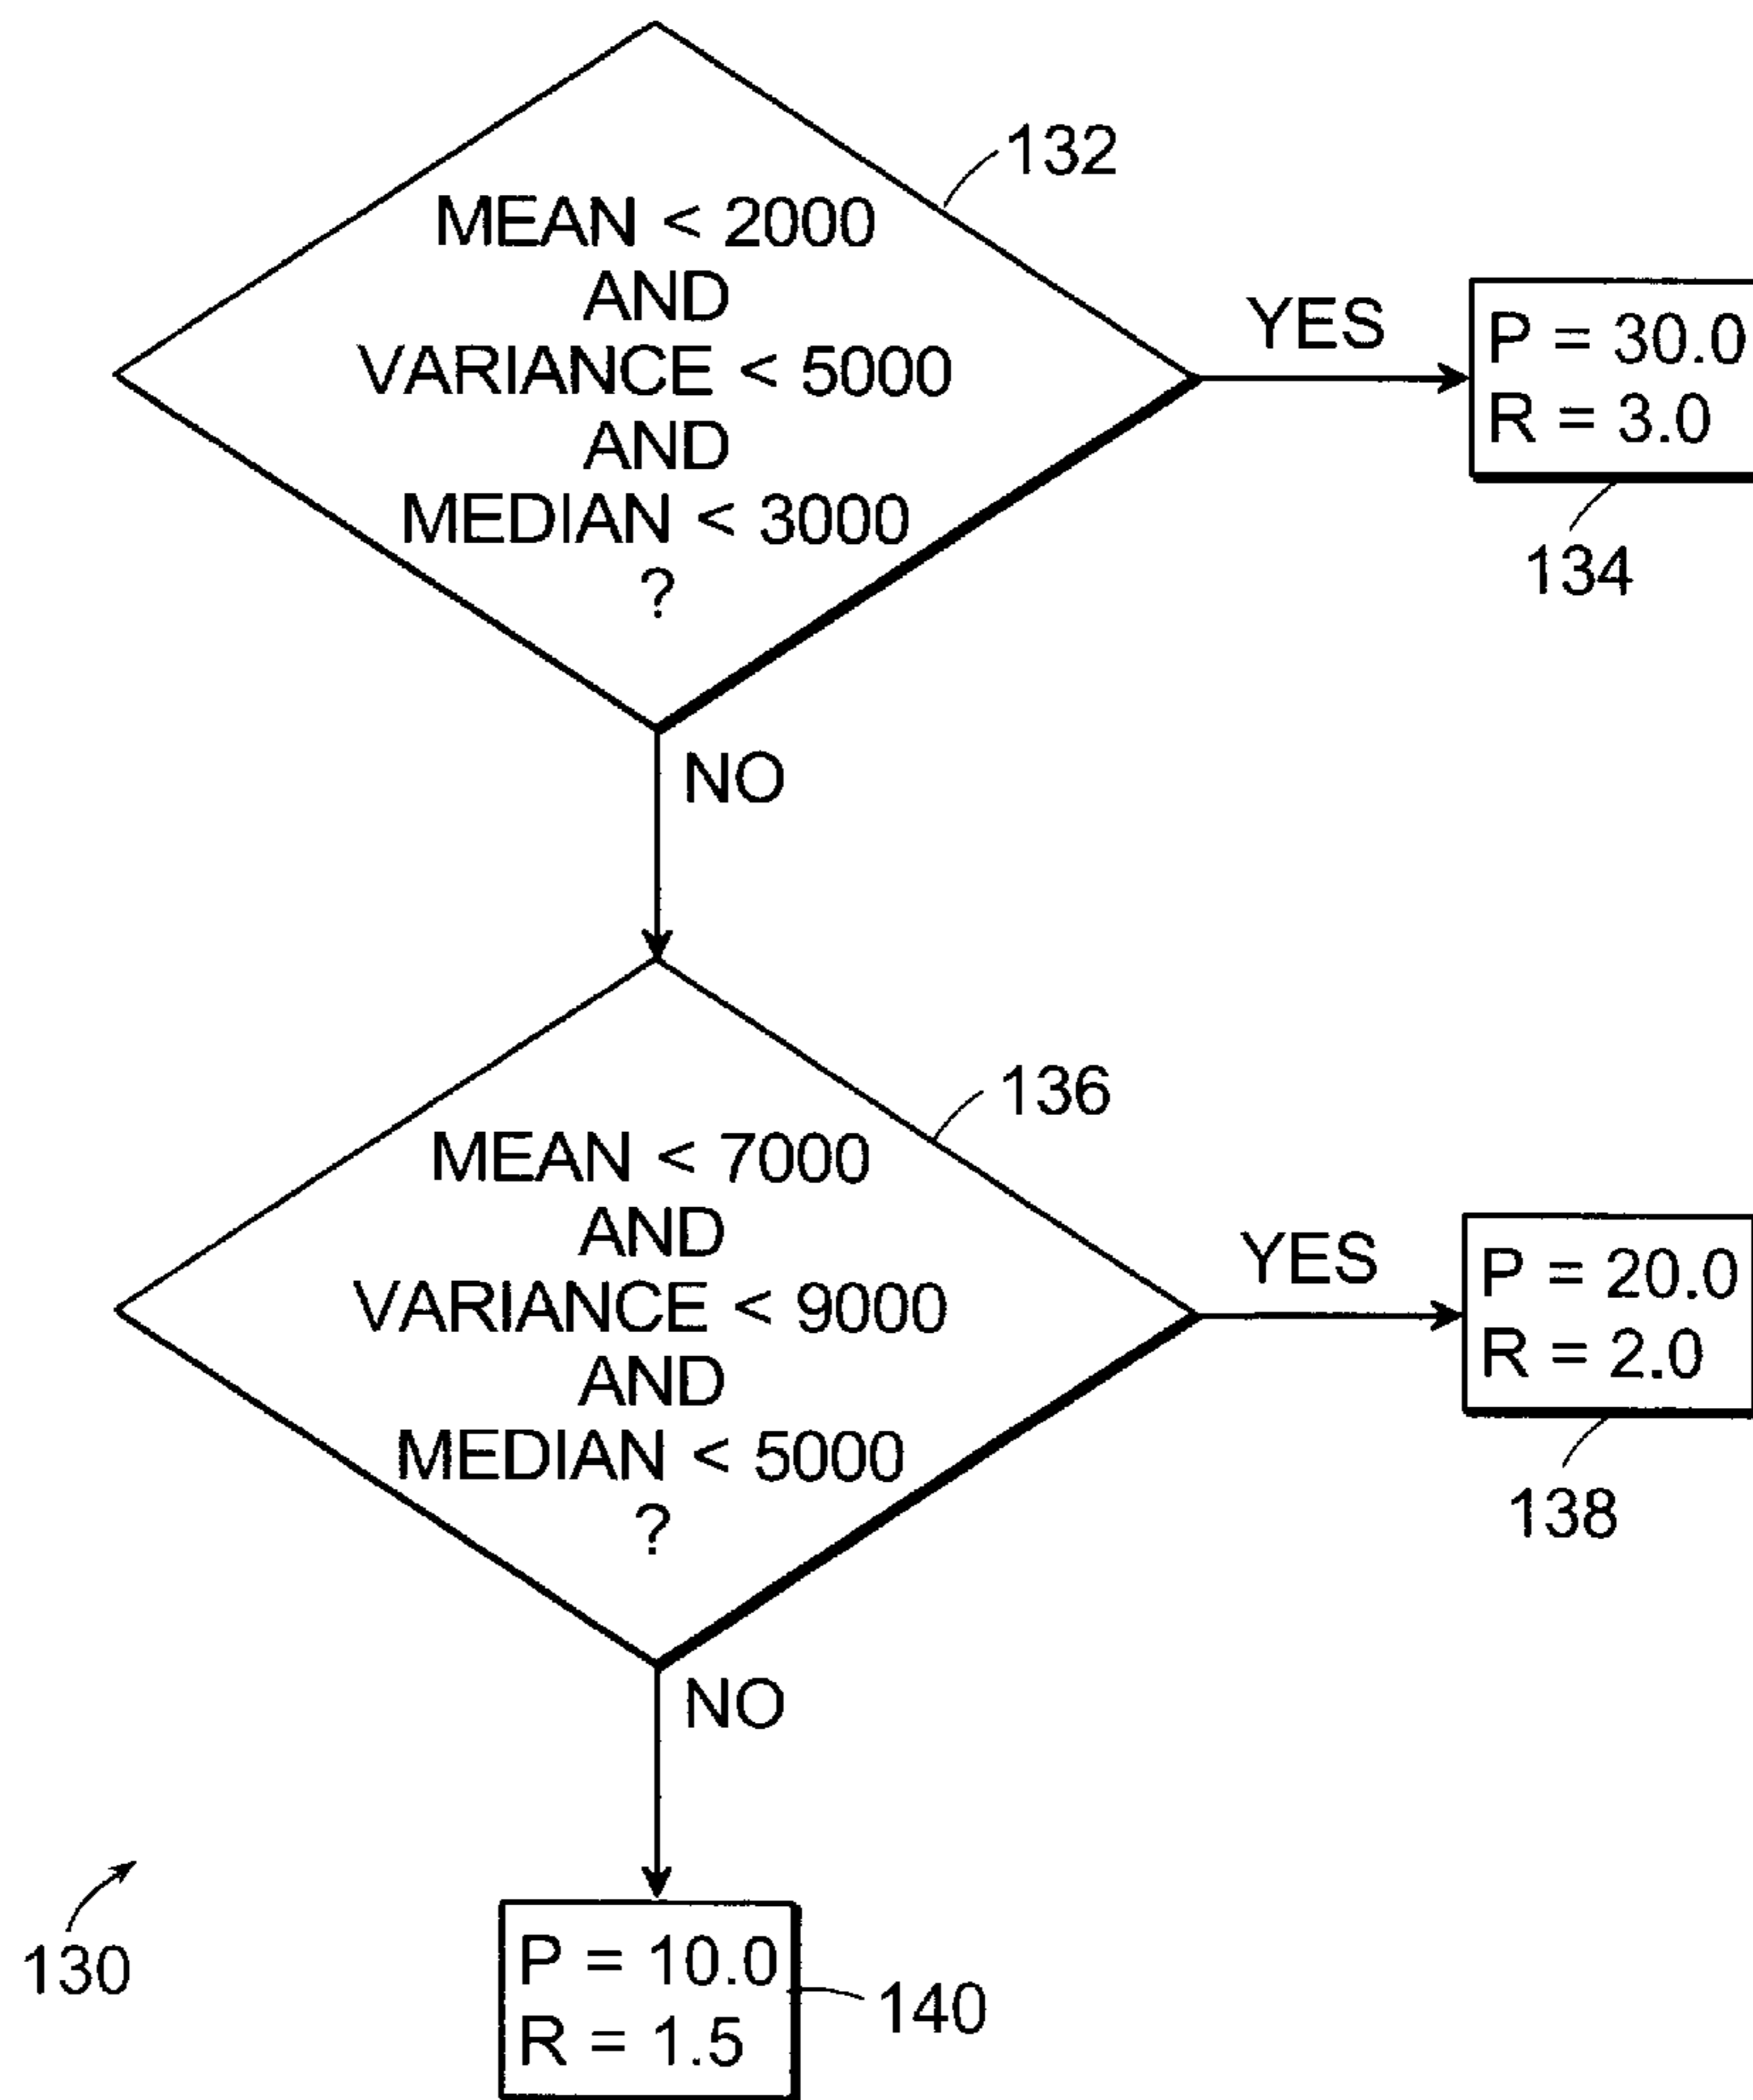 132
MEAN < 2000
AND
VARIANCE < 5000
AND
MEDIAN < 3000
?
YES
P = 30.0
R = 3.0
134
NO
136
MEAN < 7000
AND
VARIANCE < 9000
AND
MEDIAN < 5000
?
YES
P = 20.0
R = 2.0
138
NO
130
P = 10.0
R = 1.5
140